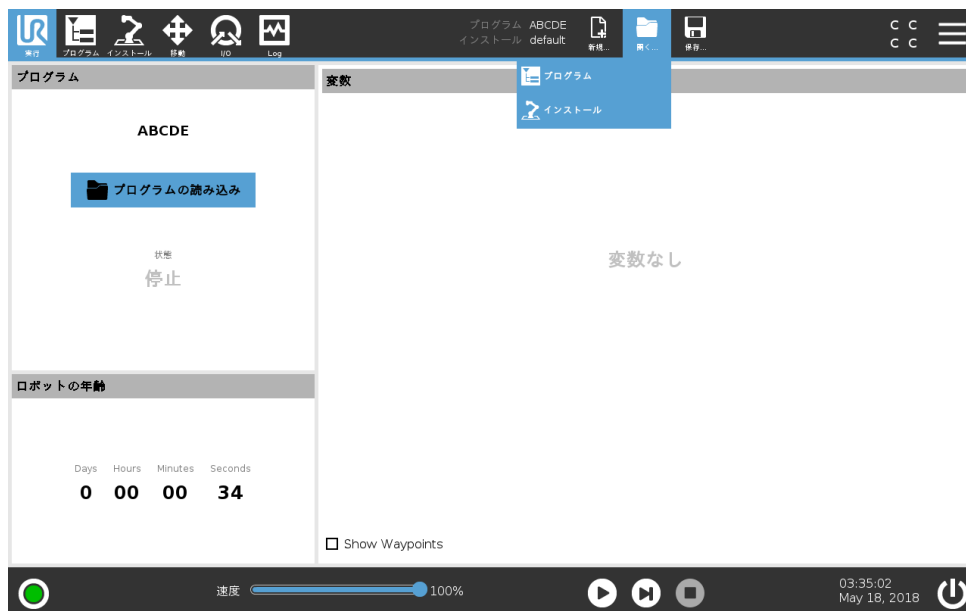 UR
実行
プログラム
インストール
移動
I/O
Log
プログラム ABCDE
インストール default
新規...
開く...
保存...
C C
C C
プログラム
インストール
プログラム
ABCDE
プログラムの読み込み
状態
停止
変数
変数なし
ロボットの年齢
Days Hours Minutes Seconds
0 00 00 34
Show Waypoints
速度 100%
03:35:02
May 18, 2018